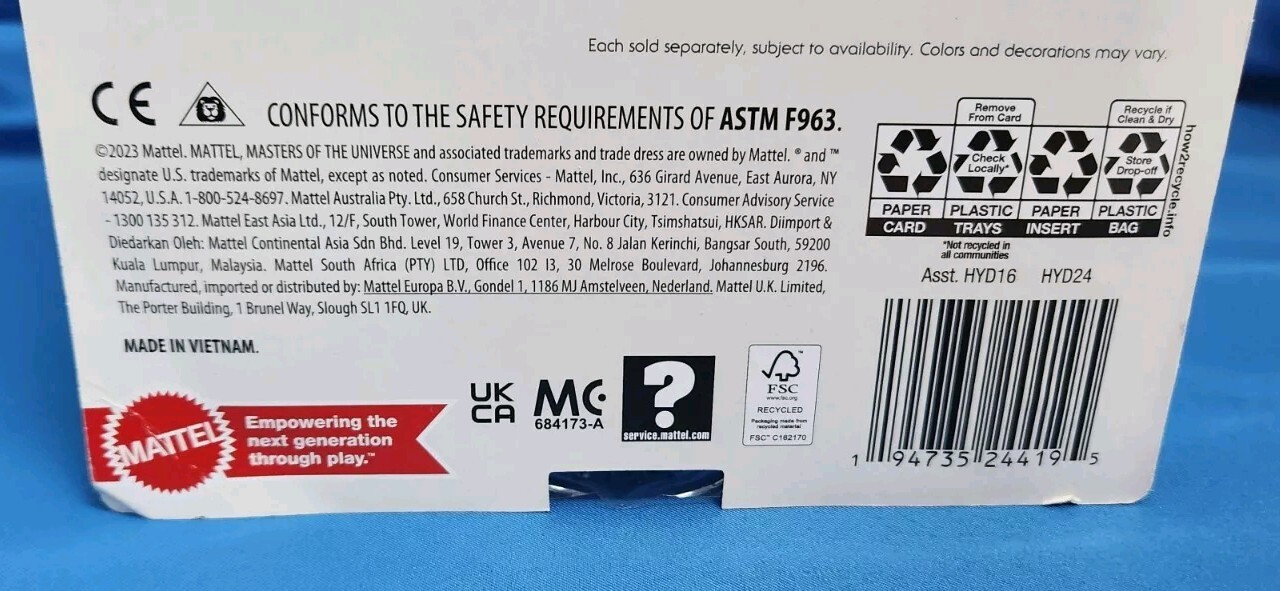 Each sold separately, subject to availability. Colors and decorations may vary.
CE
CONFORMS TO THE SAFETY REQUIREMENTS OF ASTM F963.
©2023 Mattel. MATTEL, MASTERS OF THE UNIVERSE and associated trademarks and trade dress are owned by Mattel. ® and ™
designate U.S. trademarks of Mattel, except as noted. Consumer Services - Mattel, Inc., 636 Girard Avenue, East Aurora, NY
14052, U.S.A. 1-800-524-8697. Mattel Australia Pty. Ltd., 658 Church St., Richmond, Victoria, 3121. Consumer Advisory Service
- 1300 135 312. Mattel East Asia Ltd., 12/F, South Tower, World Finance Center, Harbour City, Tsimshatsui, HKSAR. Diimport &
Diedarkan Oleh: Mattel Continental Asia Sdn Bhd. Level 19, Tower 3, Avenue 7, No. 8 Jalan Kerinchi, Bangsar South, 59200
Kuala Lumpur, Malaysia. Mattel South Africa (PTY) LTD, Office 102 I3, 30 Melrose Boulevard, Johannesburg 2196.
Manufactured, imported or distributed by: Mattel Europa B.V., Gondel 1, 1186 MJ Amstelveen, Nederland. Mattel U.K. Limited,
The Porter Building, 1 Brunel Way, Slough SL1 1FQ, UK.
MADE IN VIETNAM.
MATTEL
Empowering the
next generation
through play.™
UK
CA
MC
684173-A
?
service.mattel.com
FSC™
www.fsc.org
RECYCLED
Packaging made from
recycled material
FSC™ C162170
Remove
From Card
Recycle if
Clean & Dry
Check
Locally*
Store
Drop-off
PAPER PLASTIC PAPER PLASTIC
CARD TRAYS INSERT BAG
how2recycle.info
*Not recycled in
all communities
Asst. HYD16 HYD24
1 94735 24419 5